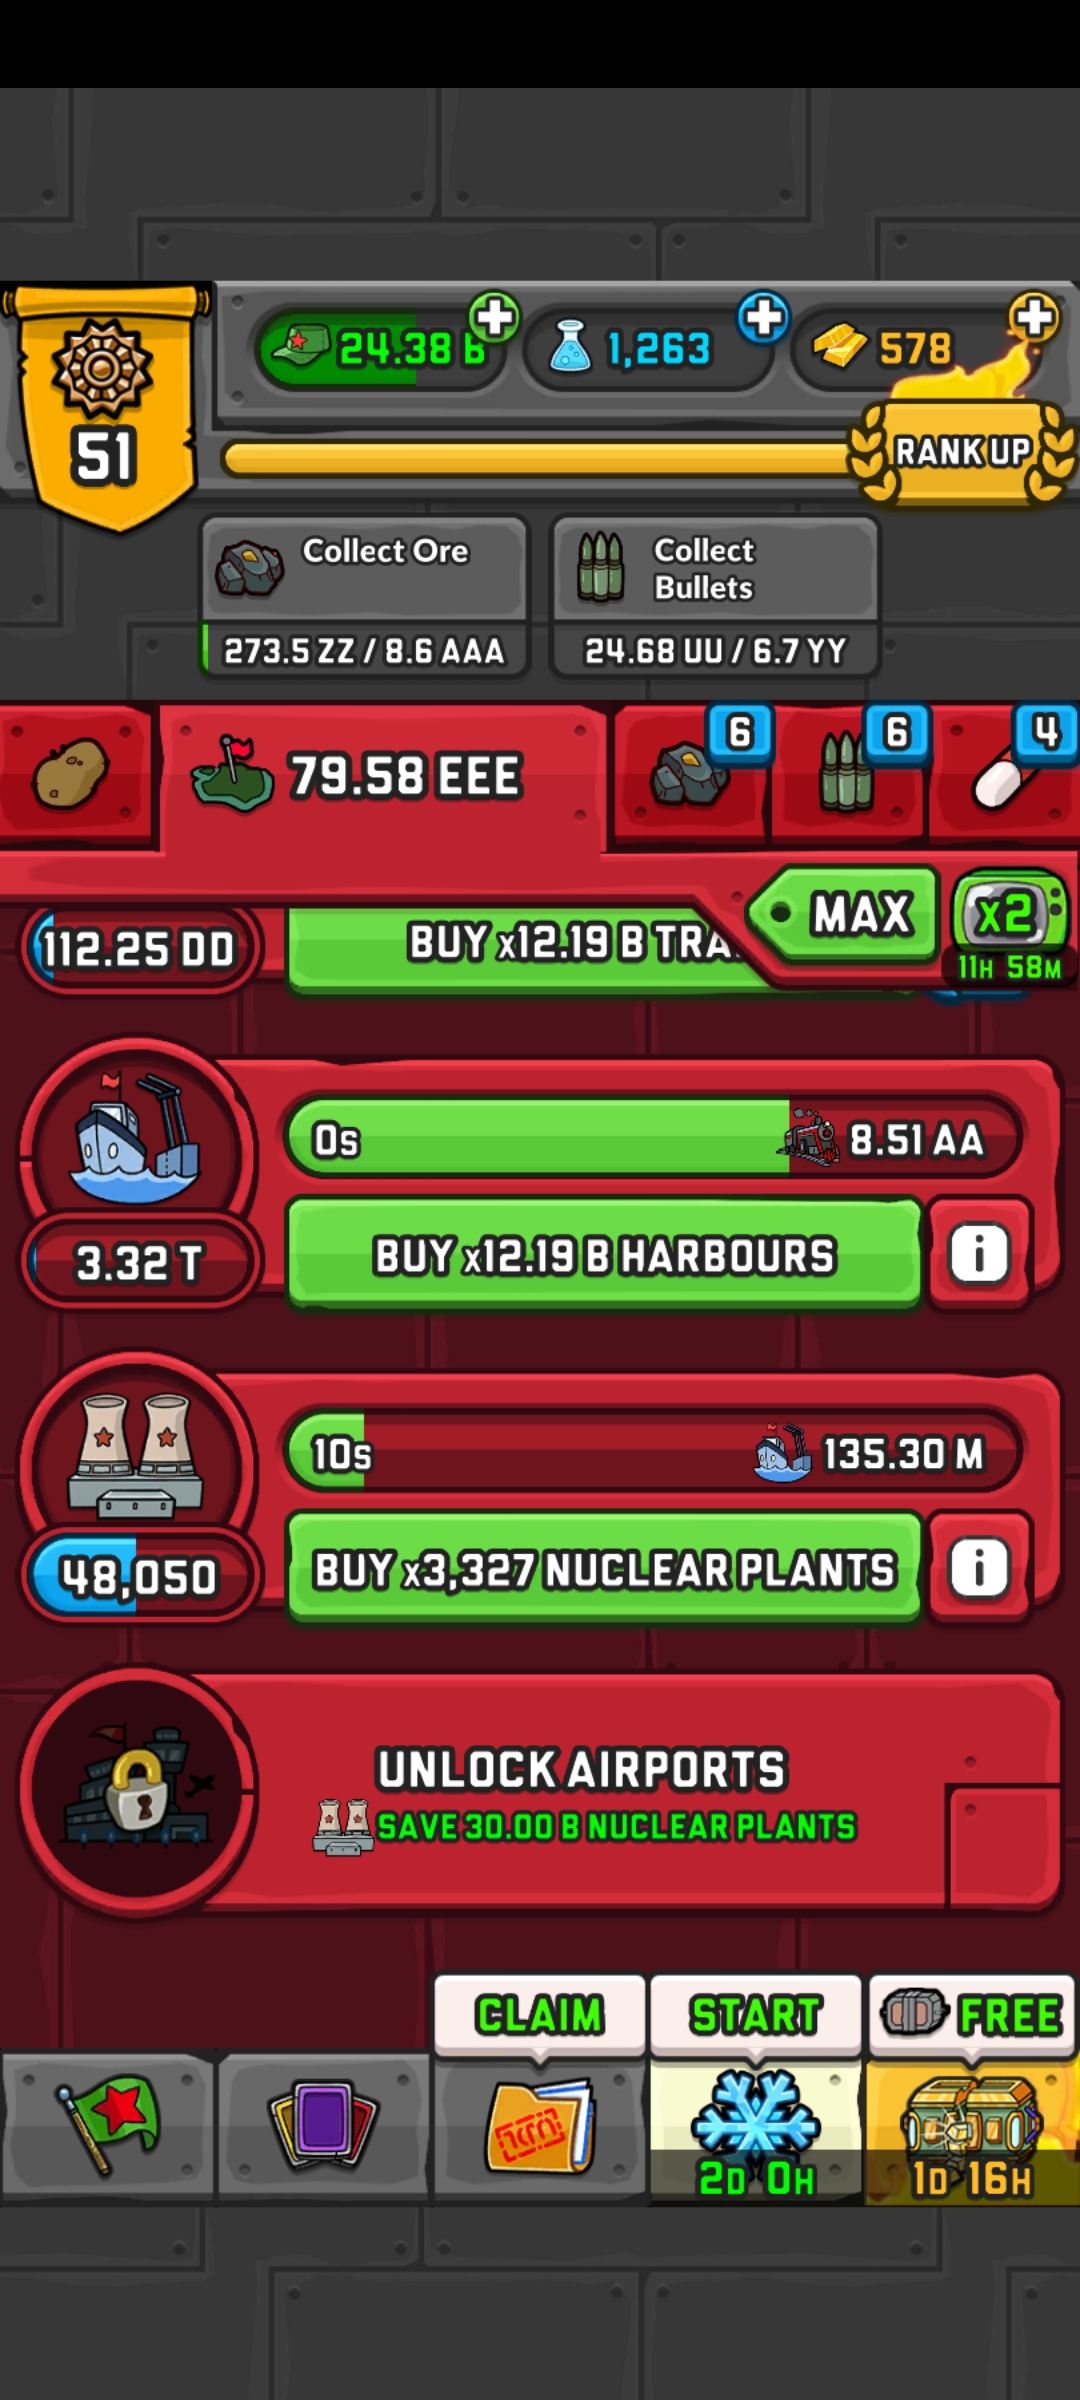 24.38 B
1,263
578
51
RANK UP
Collect Ore
273.5 ZZ / 8.6 AAA
Collect
Bullets
24.68 UU / 6.7 YY
79.58 EEE
6
6
4
MAX
x2
11H 58M
112.25 DD
BUY x12.19 B TRA
0s
8.51 AA
3.32 T
BUY x12.19 B HARBOURS
10s
135.30 M
48,050
BUY x3,327 NUCLEAR PLANTS
UNLOCK AIRPORTS
SAVE 30.00 B NUCLEAR PLANTS
CLAIM
START
FREE
2D 0H
1D 16H